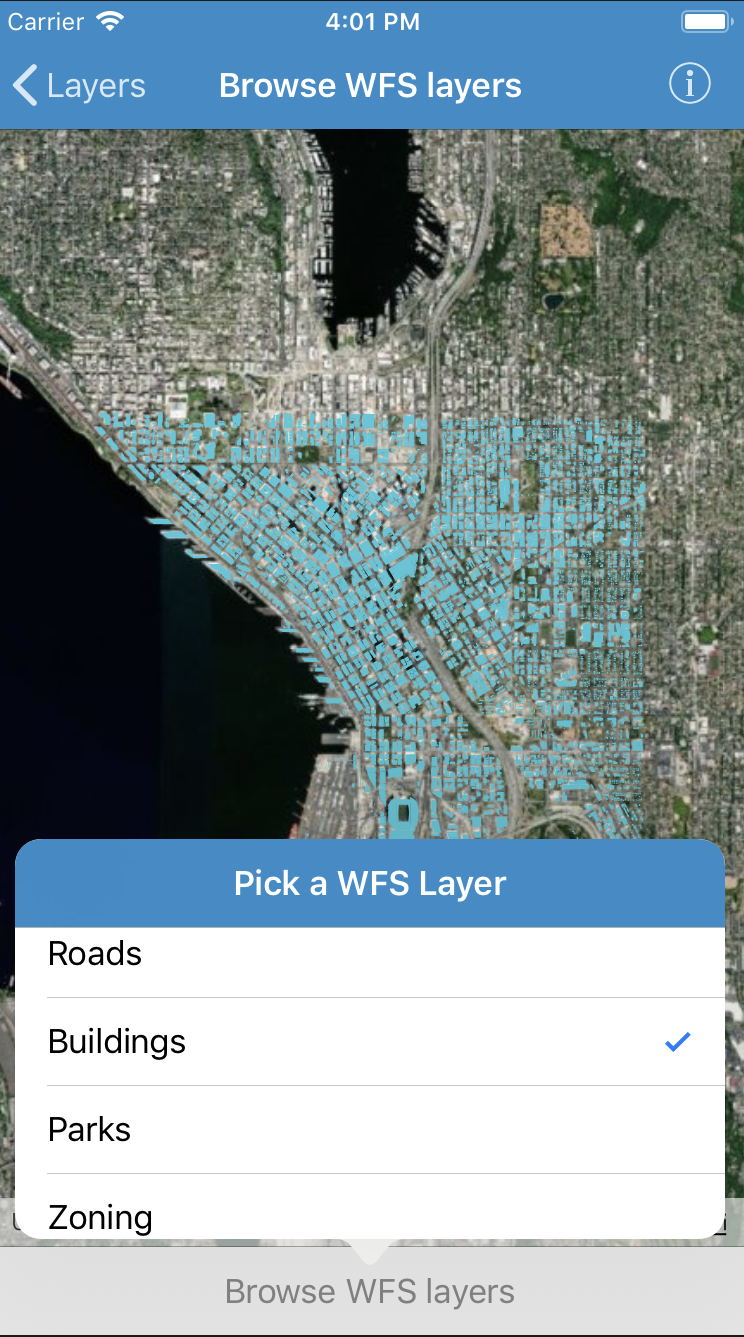 Carrier 4:01 PM
Layers Browse WFS layers i
Pick a WFS Layer
Roads
Buildings
Parks
Zoning
Browse WFS layers